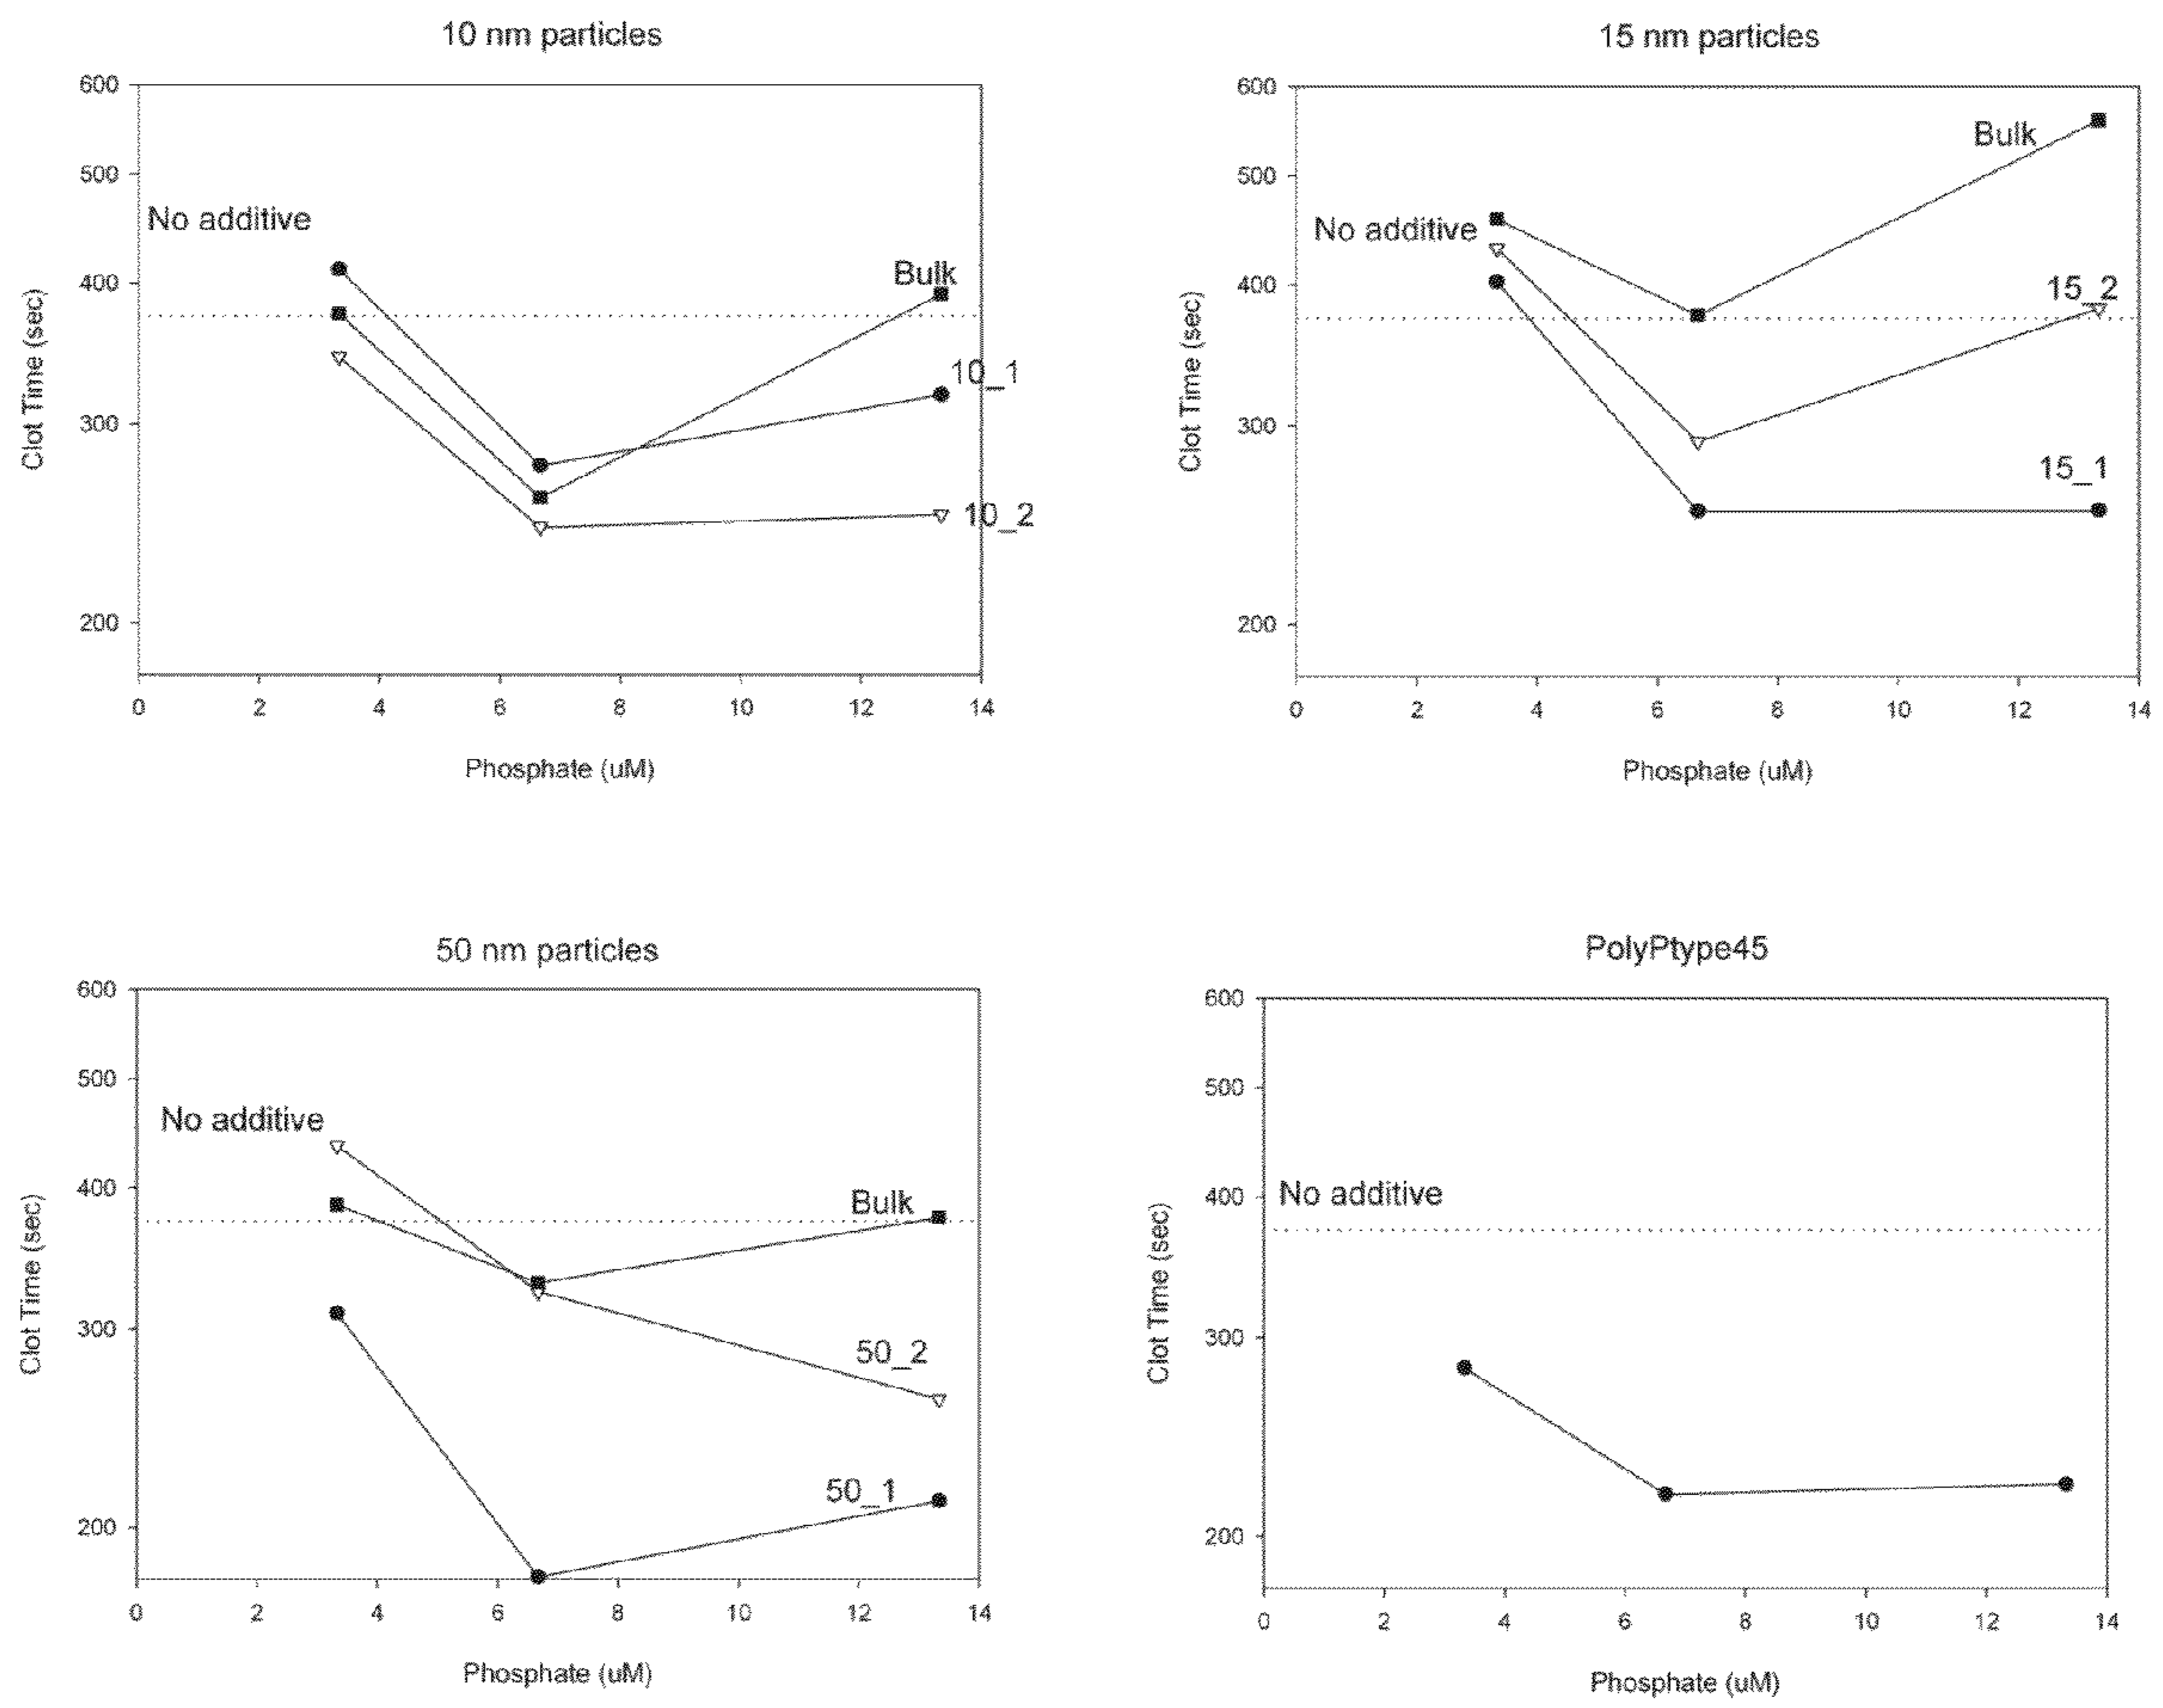 10 nm particles
600
500
400
300
200
No additive
Bulk
10_1
10_2
Clot Time (sec)
0 2 4 6 8 10 12 14
Phosphate (uM)
15 nm particles
600
500
400
300
200
No additive
Bulk
15_2
15_1
Clot Time (sec)
0 2 4 6 8 10 12 14
Phosphate (uM)
50 nm particles
600
500
400
300
200
No additive
Bulk
50_2
50_1
Clot Time (sec)
0 2 4 6 8 10 12 14
Phosphate (uM)
PolyPtype45
600
500
400
300
200
No additive
Clot Time (sec)
0 2 4 6 8 10 12 14
Phosphate (uM)